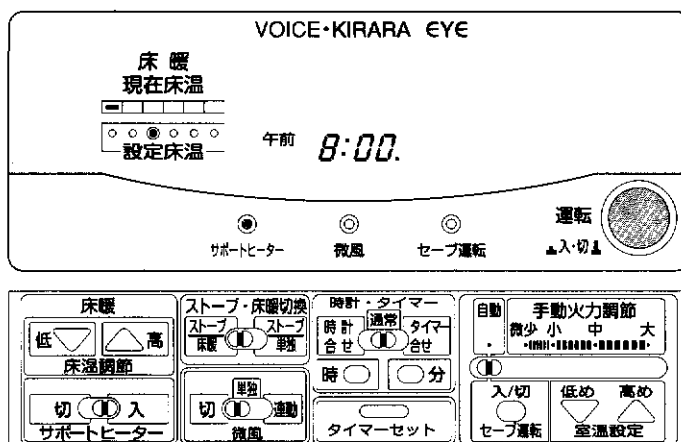 VOICE・KIRARA EYE
床暖
現在床温
設定床温
午前 8:00.
サポートヒーター 微風 セーブ運転
運転
入・切
床暖
低 高
床温調節
切 入
サポートヒーター
ストーブ・床暖切換
ストーブ 床暖 ストーブ 単独
単独
切 連動
微風
時計・タイマー
時計合せ 通常 タイマー合せ
時 分
タイマーセット
自動 手動火力調節
微少 小 中 大
入/切 低め 高め
セーブ運転 室温設定